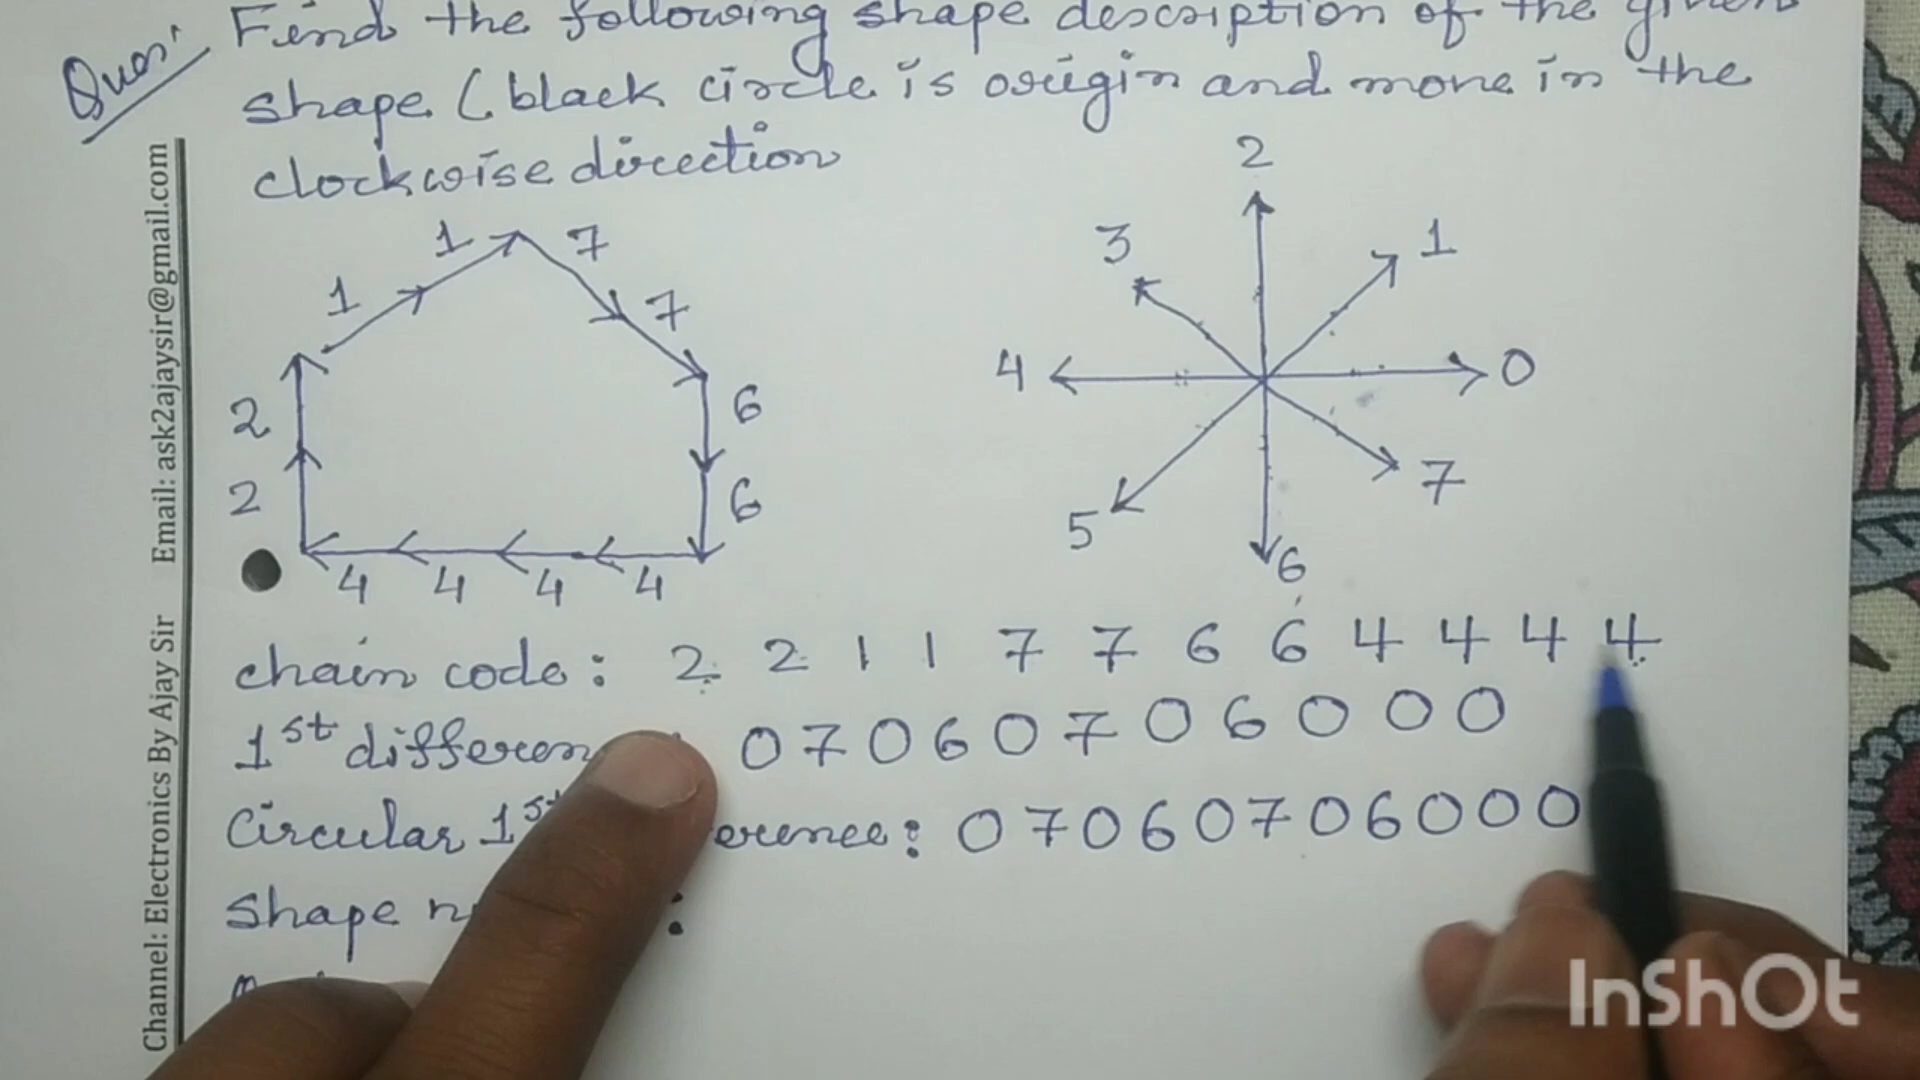 Ques: Find the following shape description of the given
shape (black circle is origin and move in the
clockwise direction
2
3
1
4
0
5
7
6
1
1
7
7
2
6
2
6
4 4 4 4
chain code: 2 2 1 1 7 7 6 6 4 4 4 4
1st differen : 0 7 0 6 0 7 0 6 0 0 0
Circular 1st erence: 0 7 0 6 0 7 0 6 0 0 0
Shape n :
Channel: Electronics By Ajay Sir Email: ask2ajaysir@gmail.com
InShOt